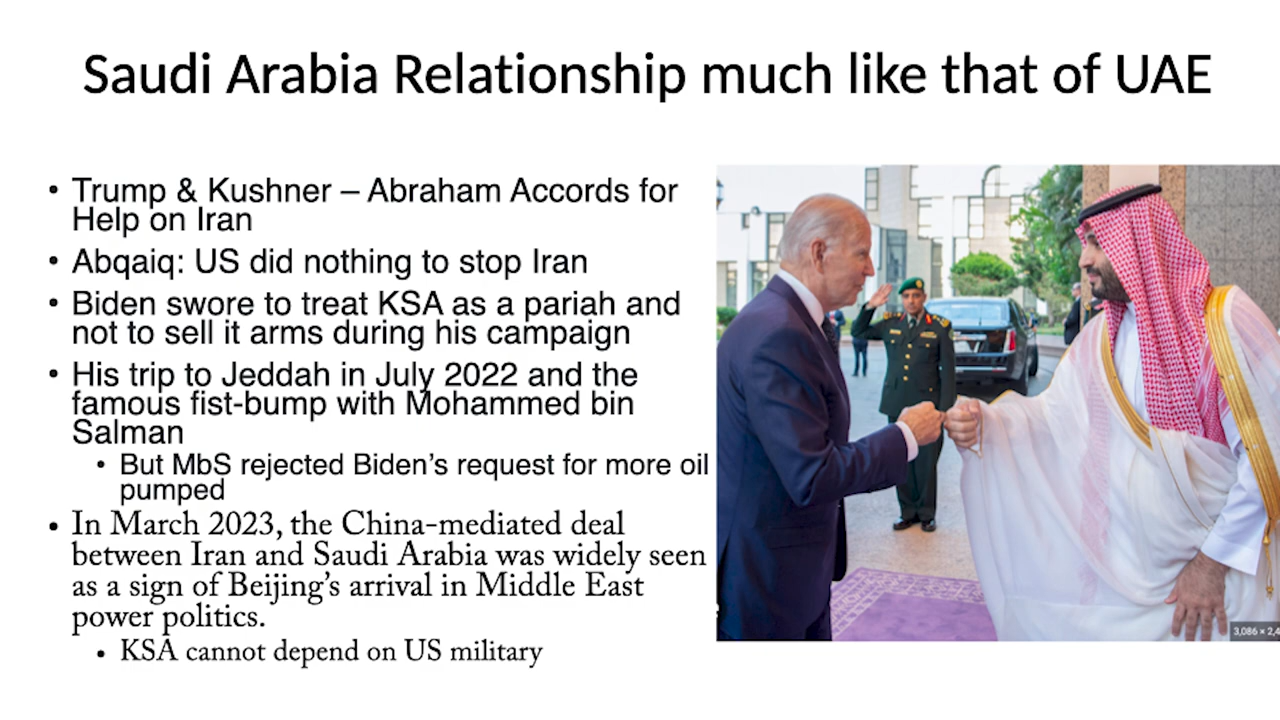 Saudi Arabia Relationship much like that of UAE
• Trump & Kushner – Abraham Accords for
Help on Iran
• Abqaiq: US did nothing to stop Iran
• Biden swore to treat KSA as a pariah and
not to sell it arms during his campaign
• His trip to Jeddah in July 2022 and the
famous fist-bump with Mohammed bin
Salman
• But MbS rejected Biden’s request for more oil
pumped
• In March 2023, the China-mediated deal
between Iran and Saudi Arabia was widely seen
as a sign of Beijing’s arrival in Middle East
power politics.
• KSA cannot depend on US military
3,086 × 2,4